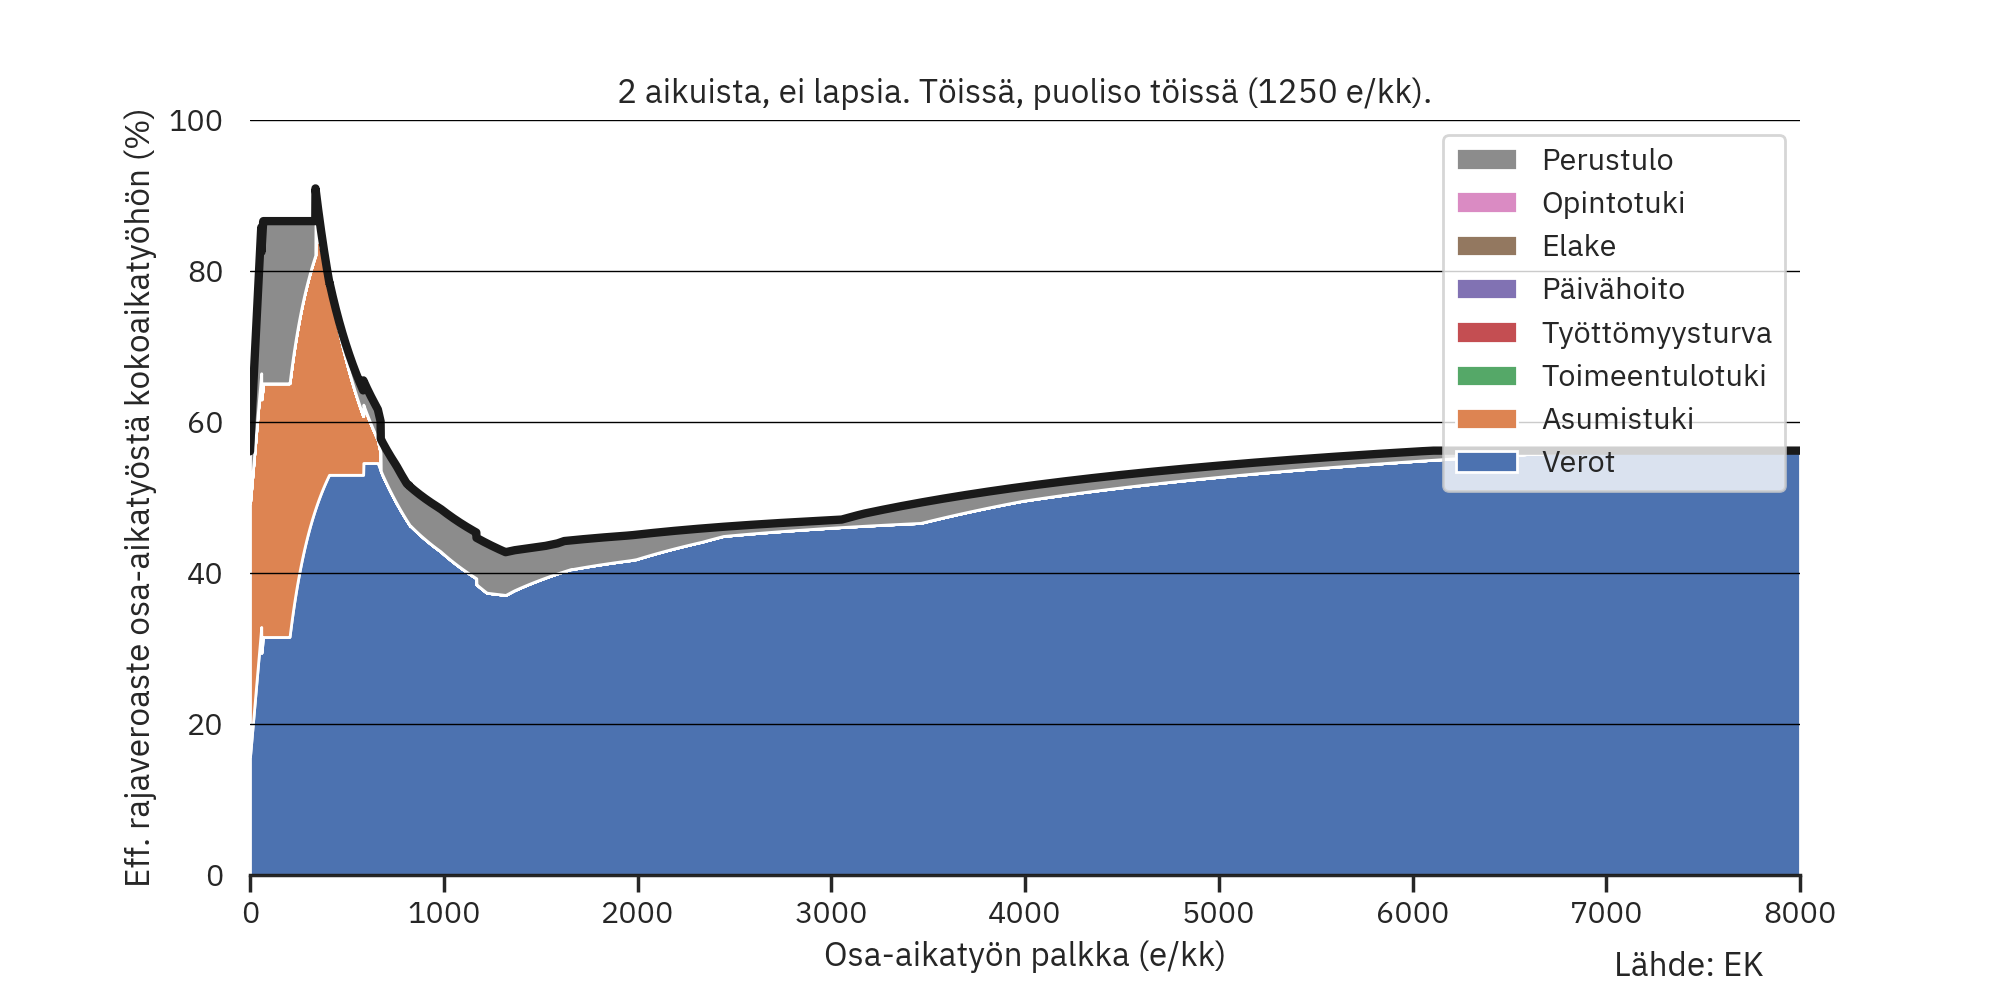 2 aikuista, ei lapsia. Töissä, puoliso töissä (1250 e/kk).
Eff. rajaveroaste osa-aikatyöstä kokoaikatyöhön (%)
100
80
60
40
20
0
Perustulo
Opintotuki
Elake
Päivähoito
Työttömyysturva
Toimeentulotuki
Asumistuki
Verot
0 1000 2000 3000 4000 5000 6000 7000 8000
Osa-aikatyön palkka (e/kk)
Lähde: EK